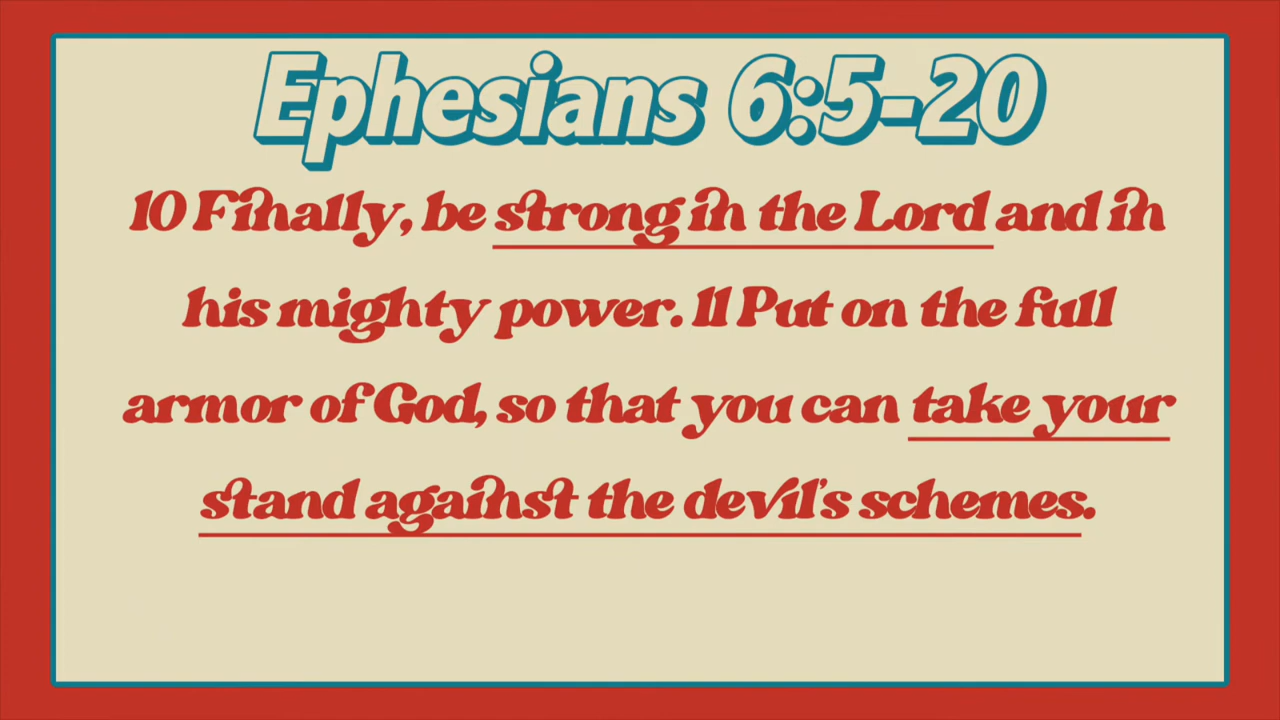 Ephesians 6:5-20
10 Finally, be strong in the Lord and in
his mighty power. 11 Put on the full
armor of God, so that you can take your
stand against the devil's schemes.